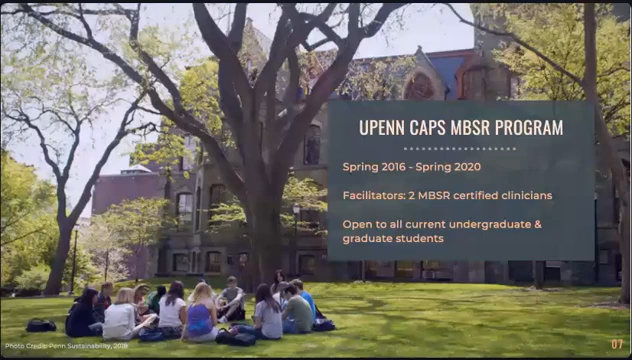 UPENN CAPS MBSR PROGRAM
Spring 2016 - Spring 2020
Facilitators: 2 MBSR certified clinicians
Open to all current undergraduate &
graduate students
Photo Credit: Penn Sustainability, 2019
07